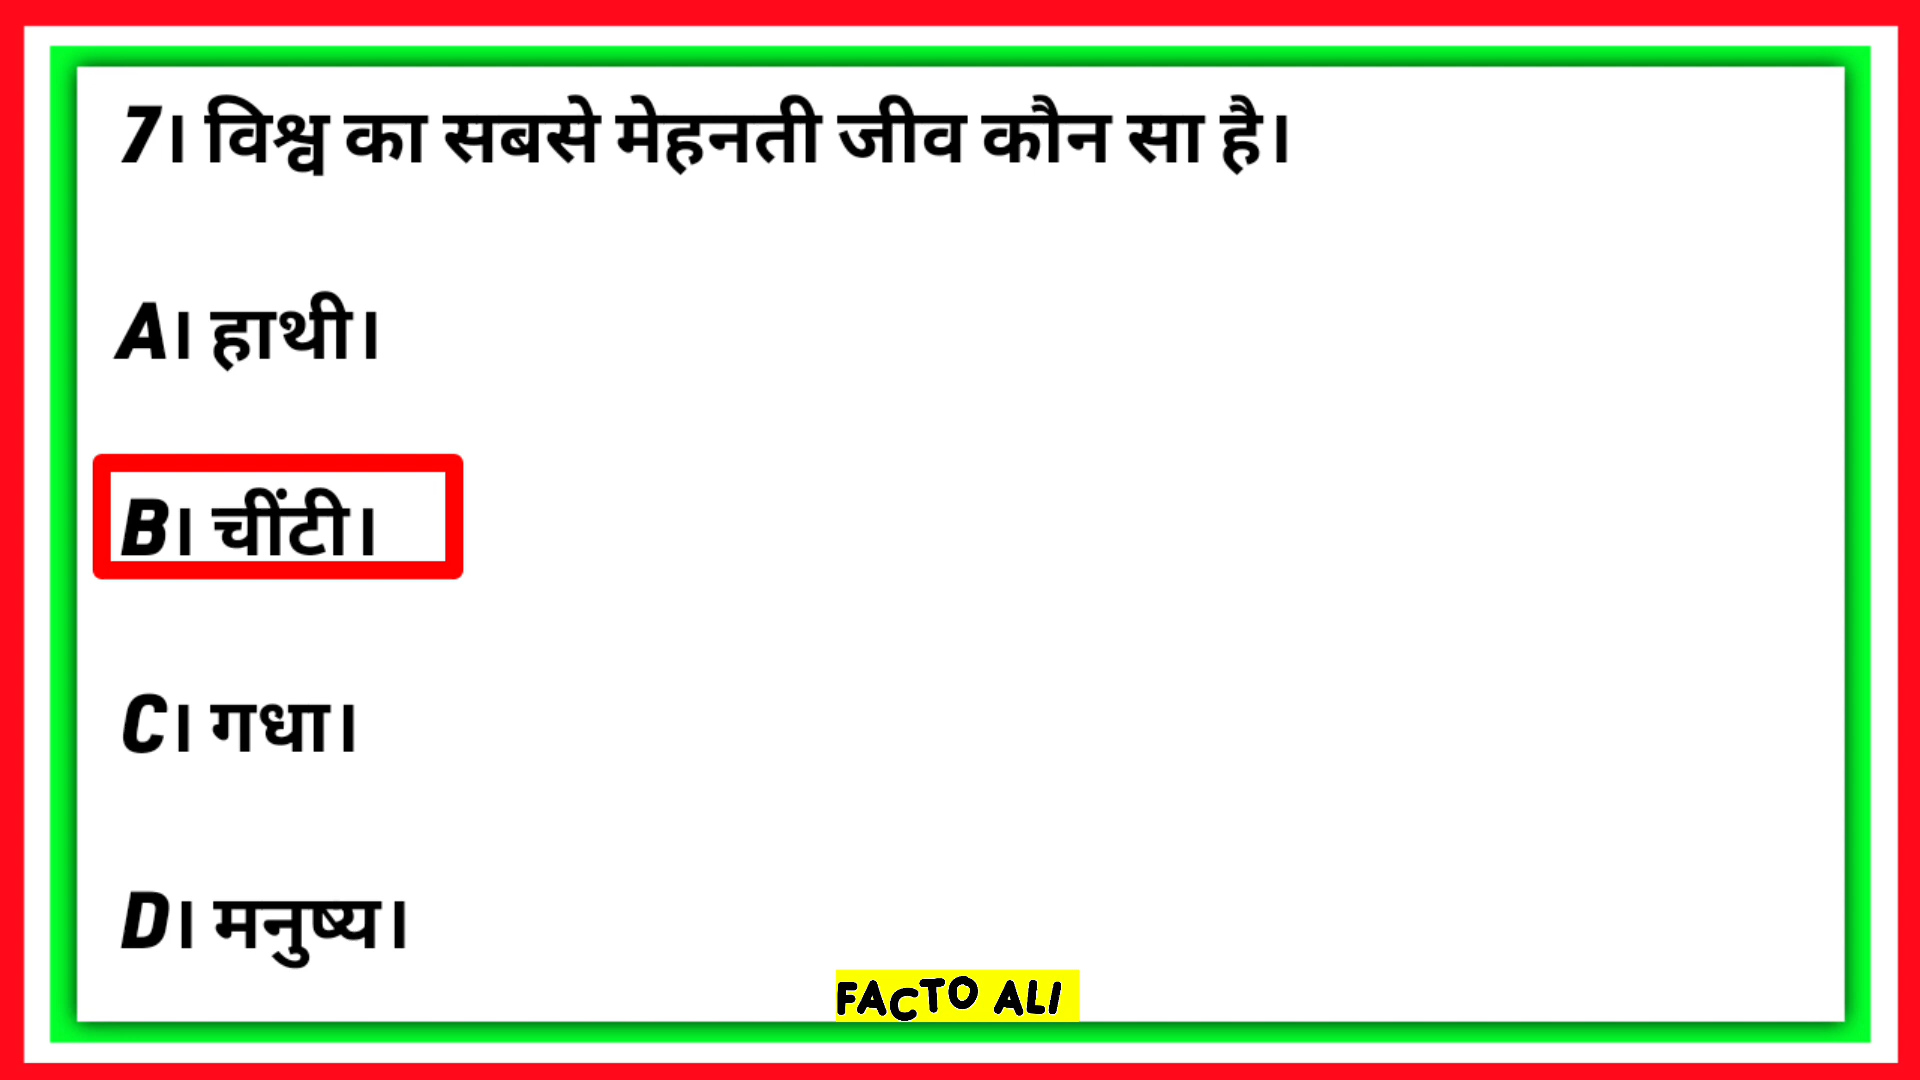 7। विश्व का सबसे मेहनती जीव कौन सा है।
A। हाथी।
B। चींटी।
C। गधा।
D। मनुष्य।
FACTO ALI